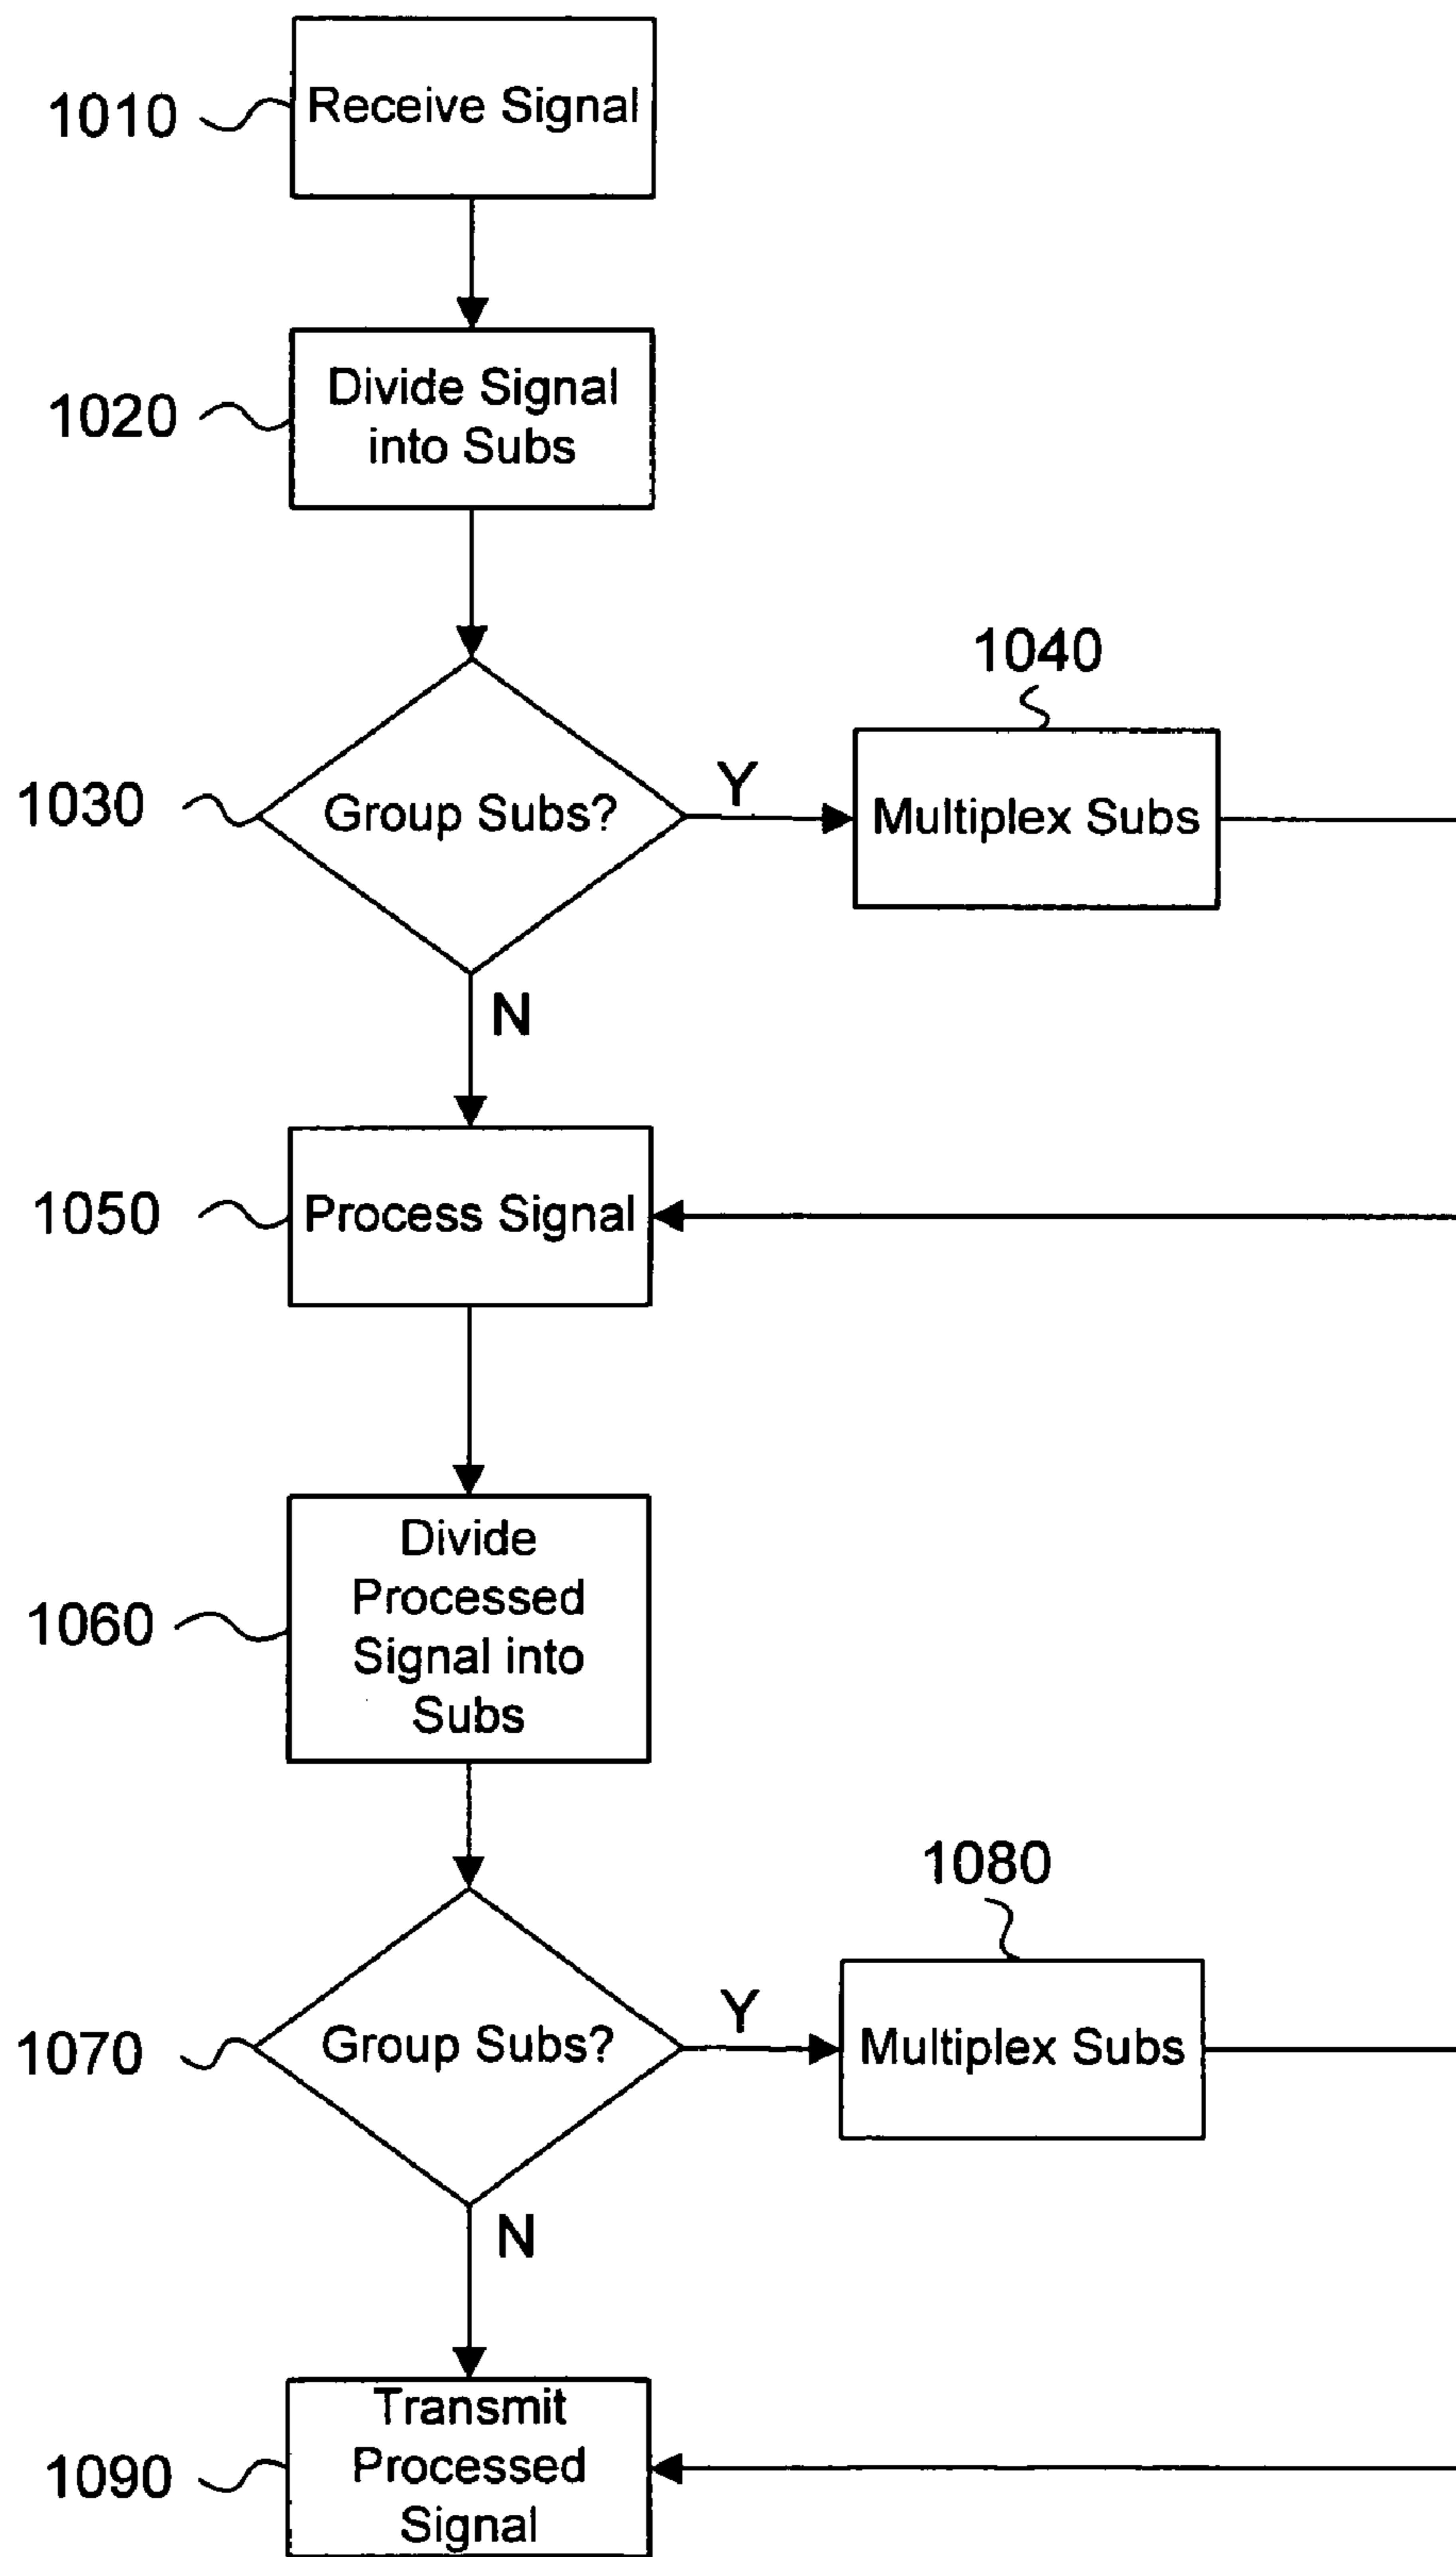 1010
Receive Signal
1020
Divide Signal
into Subs
1030
Group Subs?
Y
1040
Multiplex Subs
N
1050
Process Signal
1060
Divide
Processed
Signal into
Subs
1070
Group Subs?
Y
1080
Multiplex Subs
N
1090
Transmit
Processed
Signal